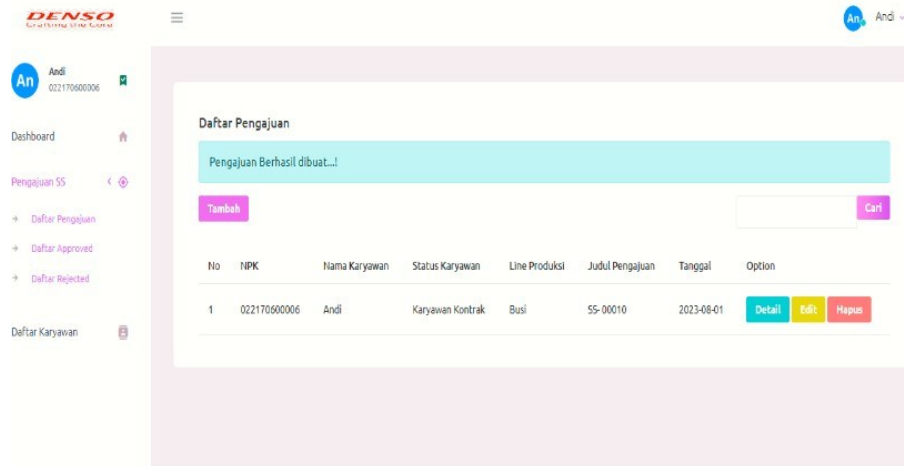 DENSO
Crafting the Core
An Andi
An Andi
022170600006
Dashboard
Pengajuan SS
Daftar Pengajuan
Daftar Approved
Daftar Rejected
Daftar Karyawan
Daftar Pengajuan
Pengajuan Berhasil dibuat...!
Tambah Cari
No NPK Nama Karyawan Status Karyawan Line Produksi Judul Pengajuan Tanggal Option
1 022170600006 Andi Karyawan Kontrak Busi SS-00010 2023-08-01 Detail Edit Hapus